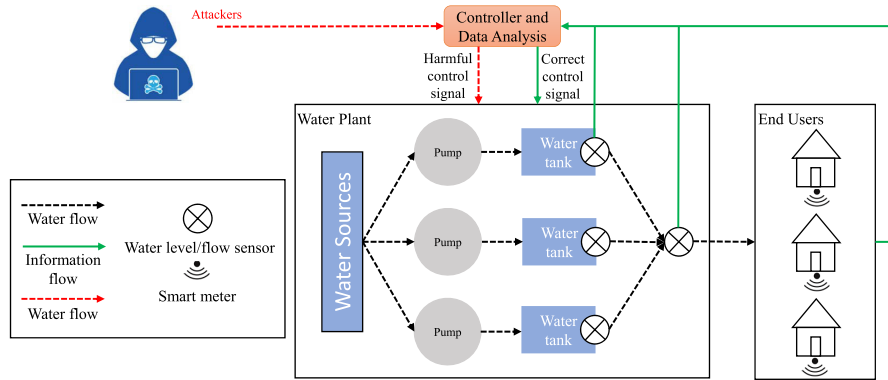 Attackers
Controller and
Data Analysis
Harmful
control
signal
Correct
control
signal
Water Plant
Water Sources
Pump
Water
tank
Pump
Water
tank
Pump
Water
tank
End Users
Water flow
Information
flow
Water flow
Water level/flow sensor
Smart meter